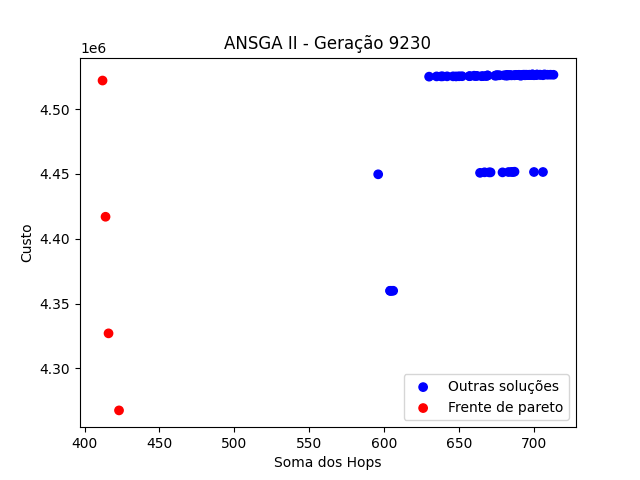 ANSGA II - Geração 9230
1e6
4.50
4.45
4.40
4.35
4.30
Custo
400 450 500 550 600 650 700
Soma dos Hops
Outras soluções
Frente de pareto